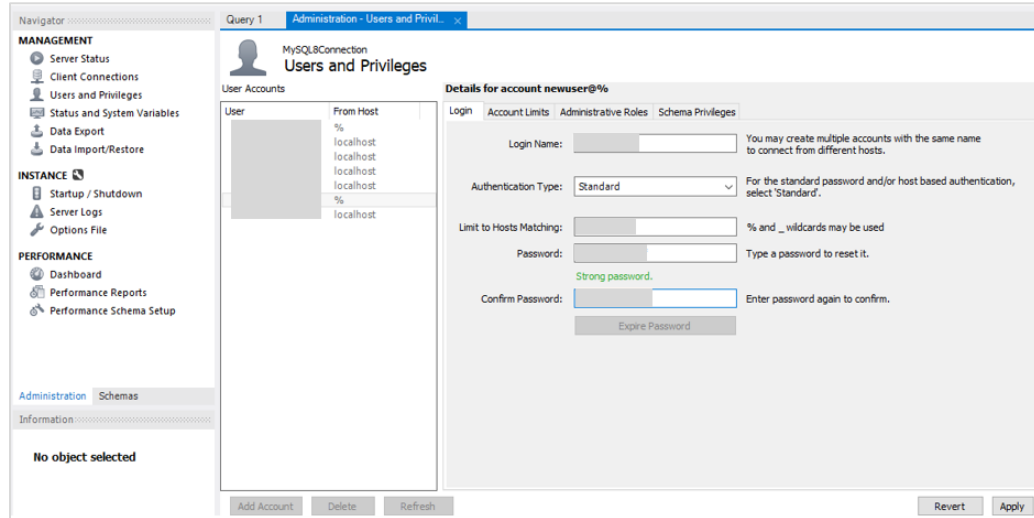 Navigator
Query 1
Administration - Users and Privil...
MANAGEMENT
Server Status
Client Connections
Users and Privileges
Status and System Variables
Data Export
Data Import/Restore
INSTANCE
Startup / Shutdown
Server Logs
Options File
PERFORMANCE
Dashboard
Performance Reports
Performance Schema Setup
Administration Schemas
Information
No object selected
MySQL8Connection
Users and Privileges
User Accounts
User From Host
%
localhost
localhost
localhost
localhost
%
localhost
Add Account Delete Refresh
Details for account newuser@%
Login Account Limits Administrative Roles Schema Privileges
Login Name:
You may create multiple accounts with the same name
to connect from different hosts.
Authentication Type: Standard
For the standard password and/or host based authentication,
select 'Standard'.
Limit to Hosts Matching: % and _ wildcards may be used
Password: Type a password to reset it.
Strong password.
Confirm Password: Enter password again to confirm.
Expire Password
Revert Apply